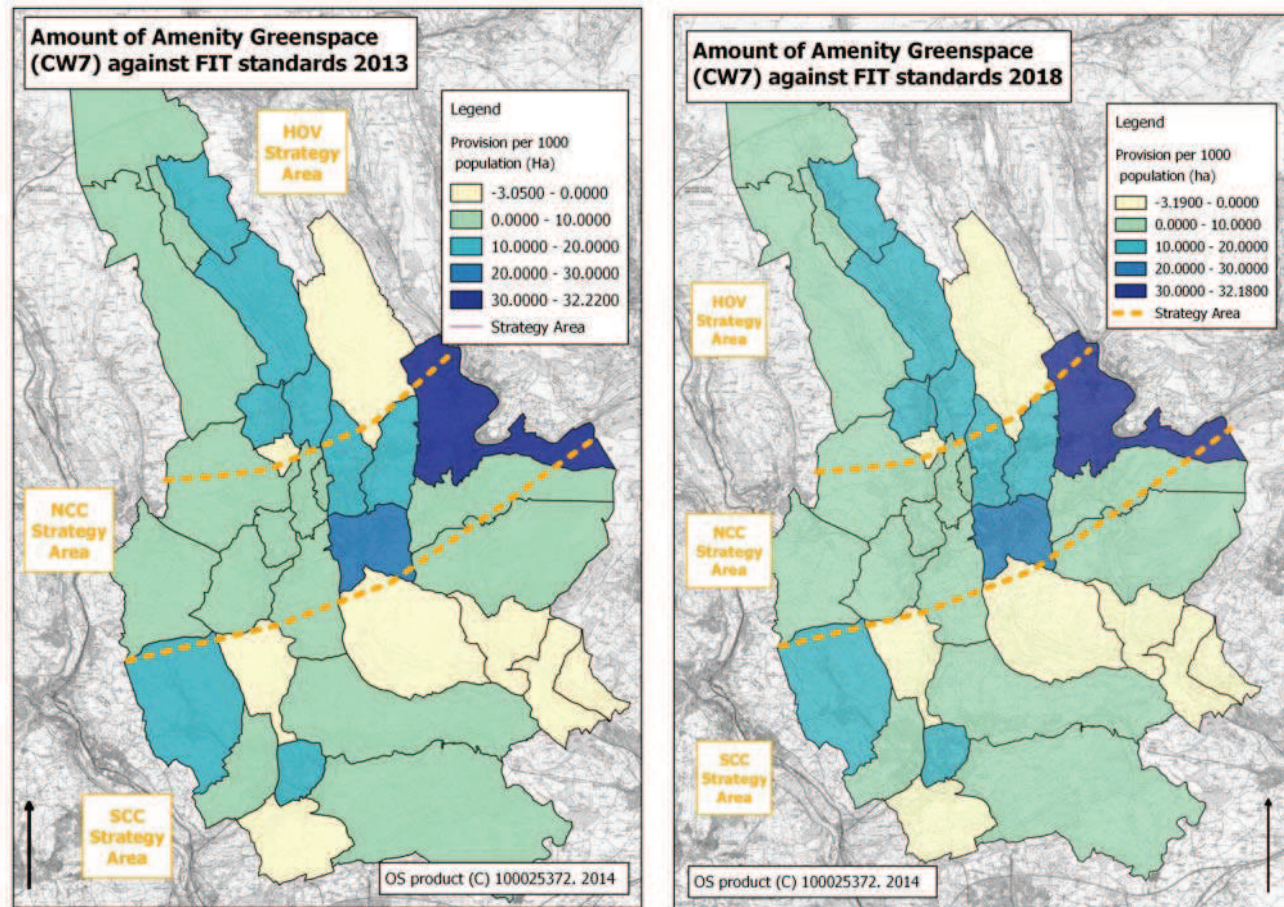 Amount of Amenity Greenspace
(CW7) against FIT standards 2013
Legend
Provision per 1000
population (Ha)
-3.0500 - 0.0000
0.0000 - 10.0000
10.0000 - 20.0000
20.0000 - 30.0000
30.0000 - 32.2200
Strategy Area
HOV
Strategy
Area
NCC
Strategy
Area
SCC
Strategy
Area
OS product (C) 100025372. 2014
Amount of Amenity Greenspace
(CW7) against FIT standards 2018
Legend
Provision per 1000
population (ha)
-3.1900 - 0.0000
0.0000 - 10.0000
10.0000 - 20.0000
20.0000 - 30.0000
30.0000 - 32.1800
Strategy Area
HOV
Strategy
Area
NCC
Strategy
Area
SCC
Strategy
Area
OS product (C) 100025372. 2014